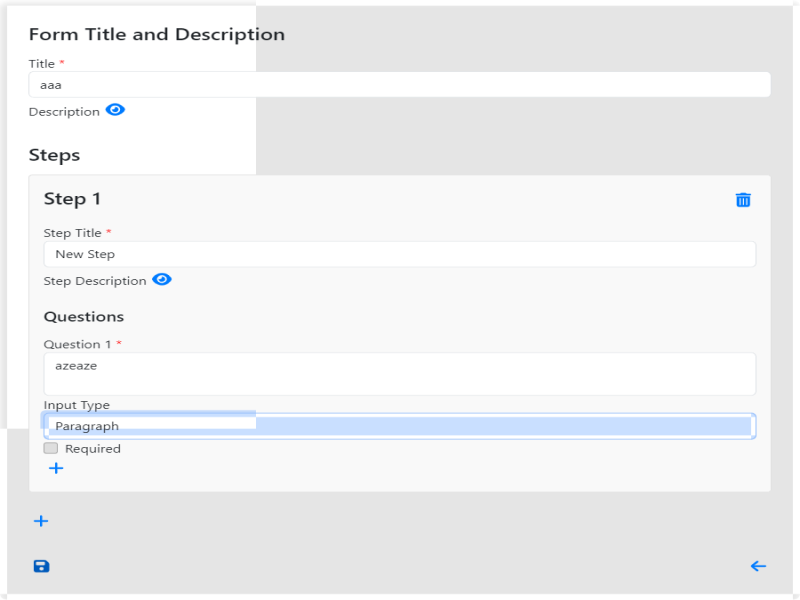 Form Title and Description
Title *
aaa
Description
Steps
Step 1
Step Title *
New Step
Step Description
Questions
Question 1 *
azeaze
Input Type
Paragraph
Required